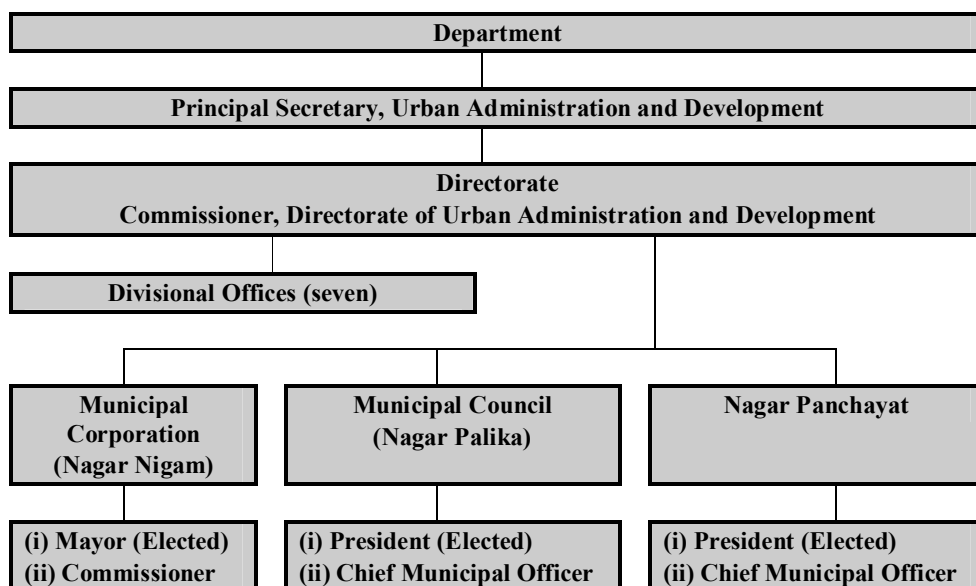 Department
Principal Secretary, Urban Administration and Development
Directorate
Commissioner, Directorate of Urban Administration and Development
Divisional Offices (seven)
Municipal
Corporation
(Nagar Nigam)
Municipal Council
(Nagar Palika)
Nagar Panchayat
(i) Mayor (Elected)
(ii) Commissioner
(i) President (Elected)
(ii) Chief Municipal Officer
(i) President (Elected)
(ii) Chief Municipal Officer